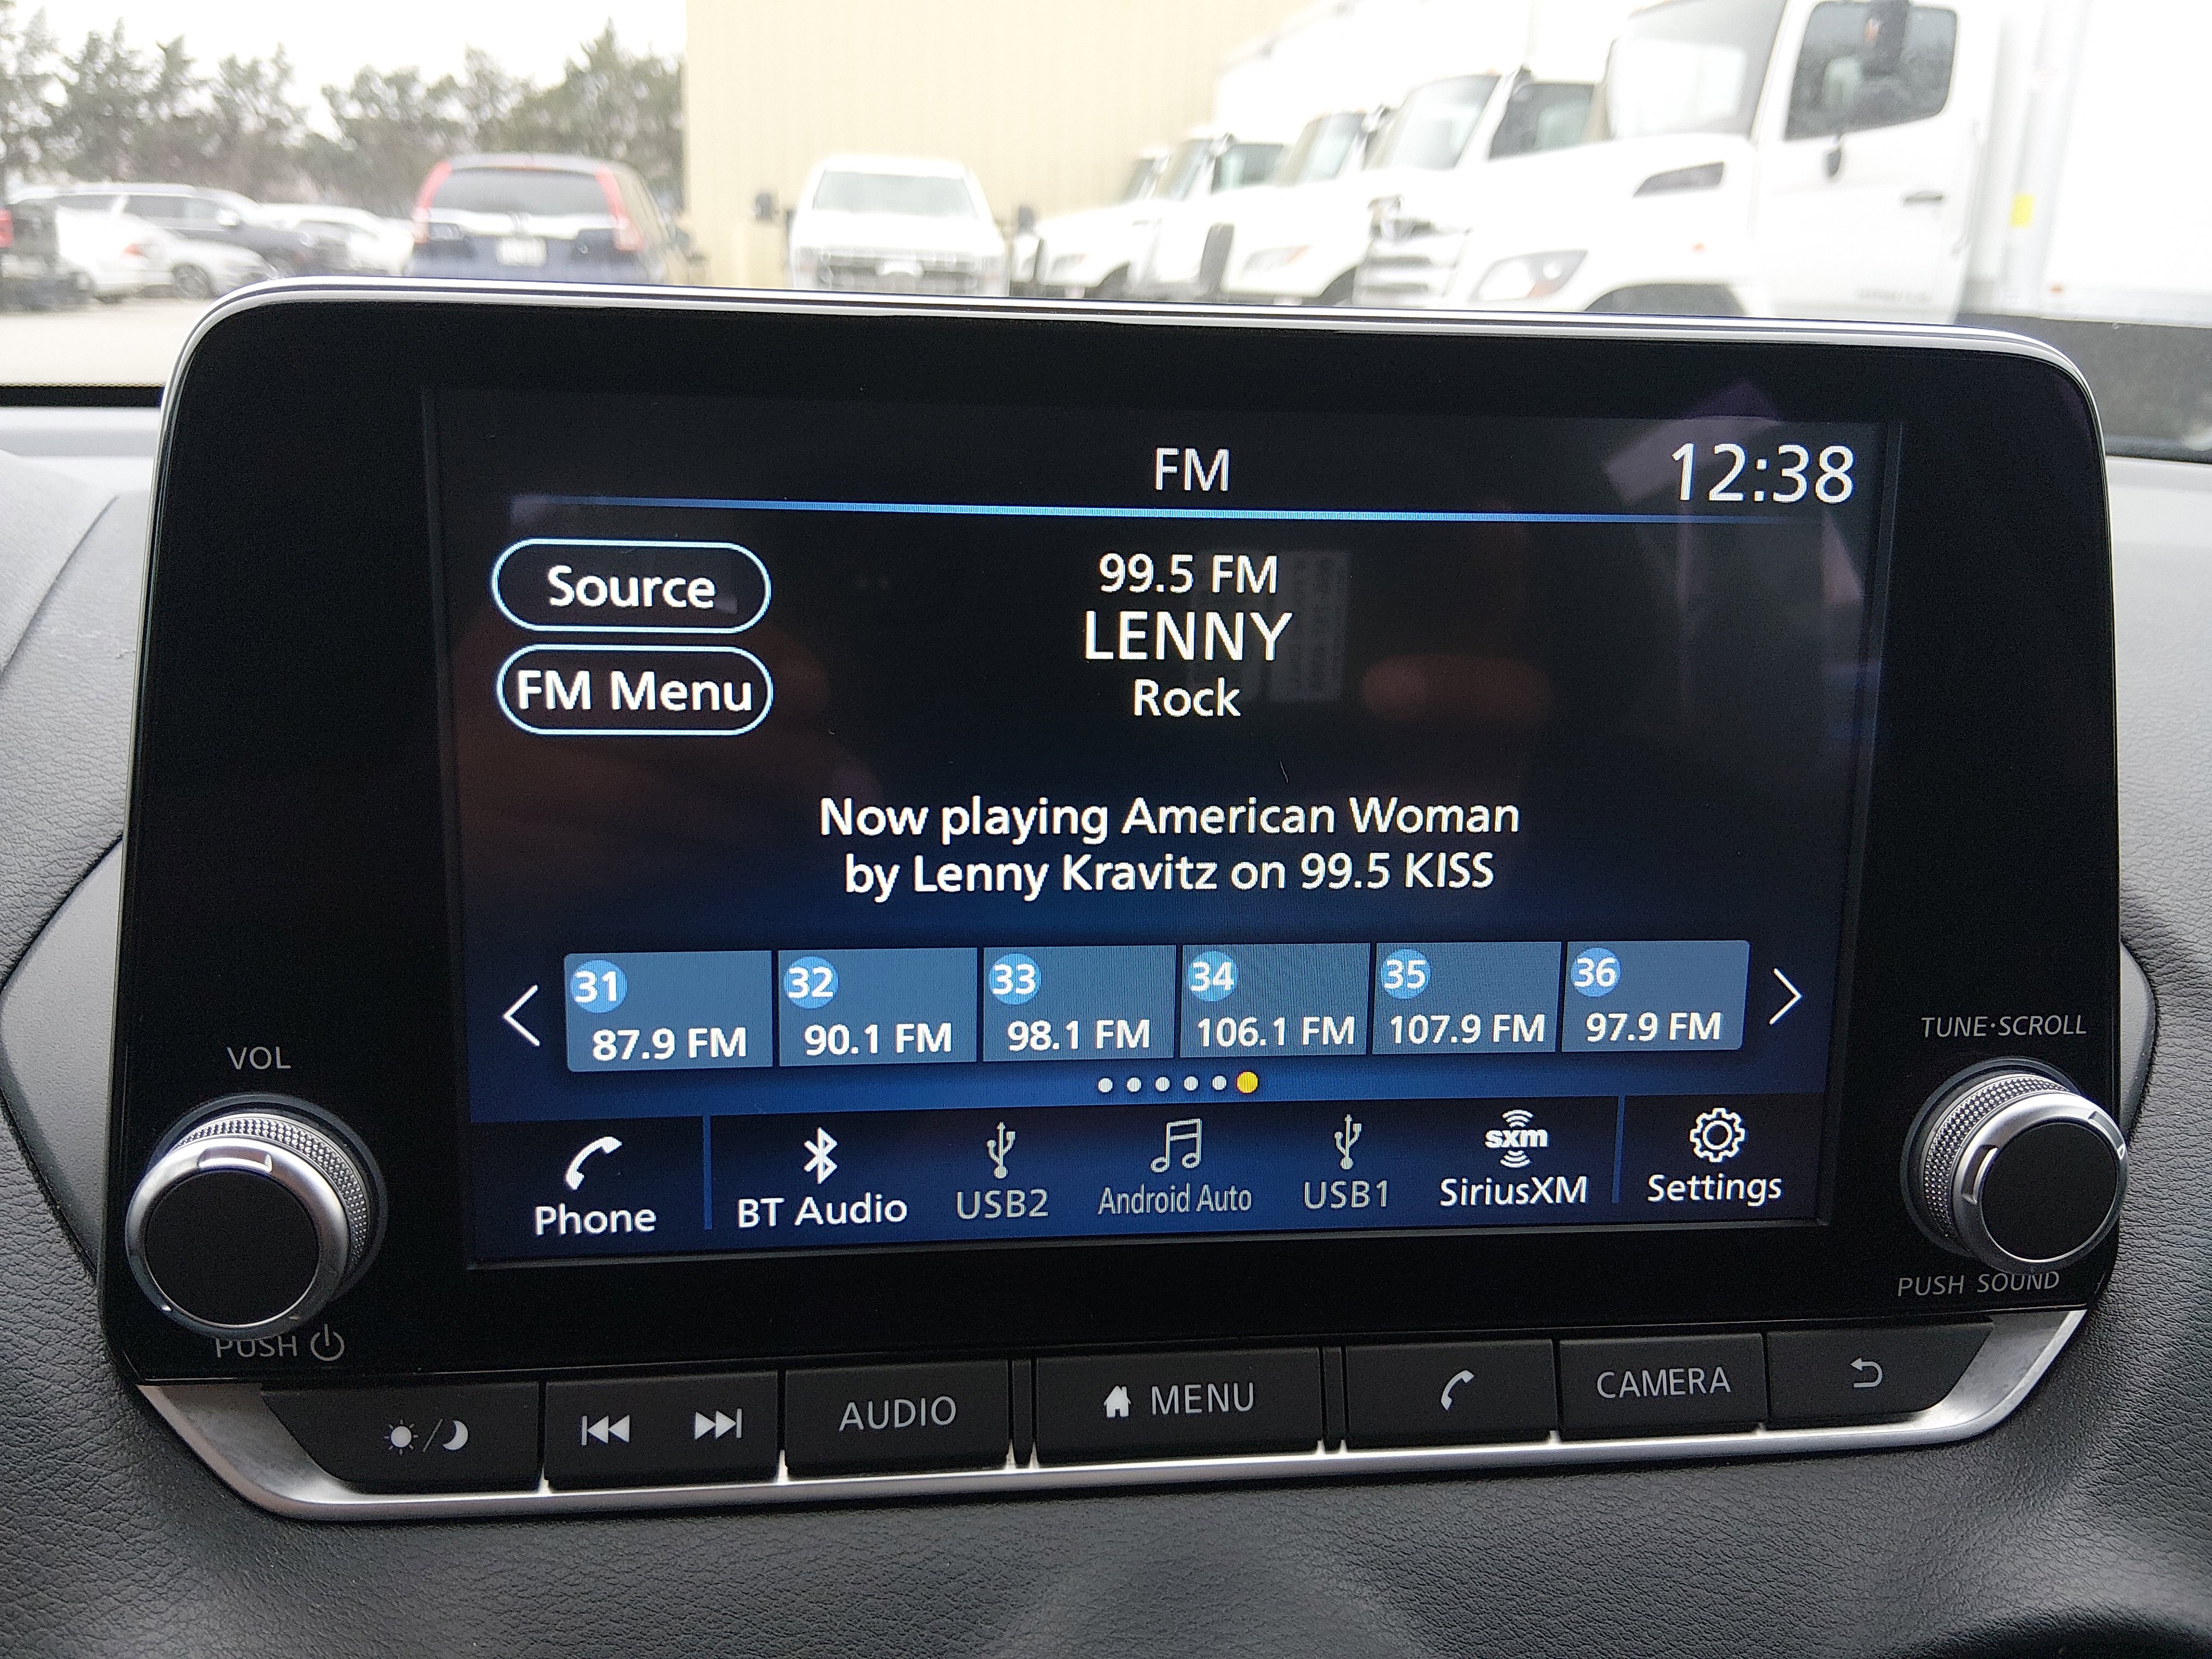 FM
12:38
Source
FM Menu
99.5 FM
LENNY
Rock
Now playing American Woman
by Lenny Kravitz on 99.5 KISS
31 32 33 34 35 36
87.9 FM 90.1 FM 98.1 FM 106.1 FM 107.9 FM 97.9 FM
sxm
Phone BT Audio USB2 Android Auto USB1 SiriusXM Settings
VOL
PUSH
TUNE·SCROLL
PUSH SOUND
AUDIO MENU CAMERA